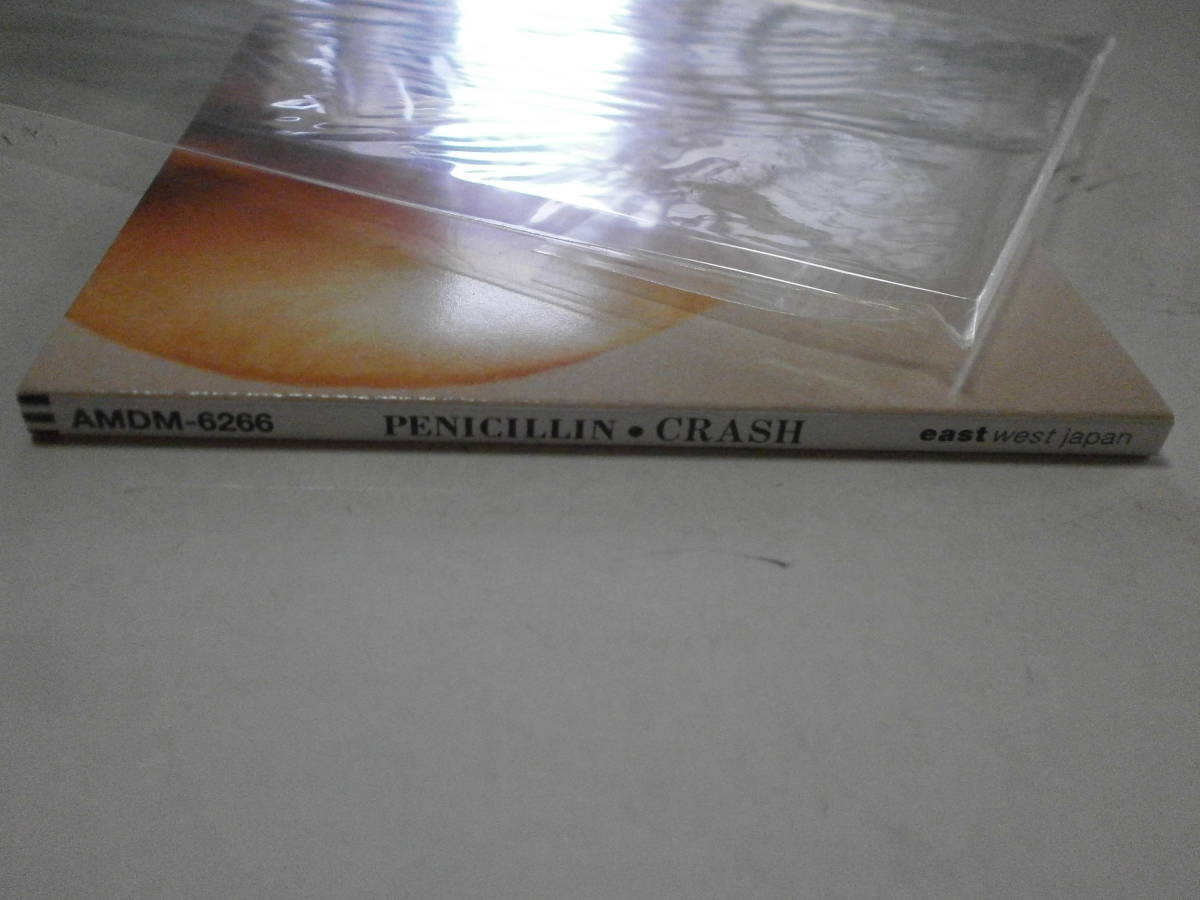 AMDM-6266 PENICILLIN • CRASH east west japan